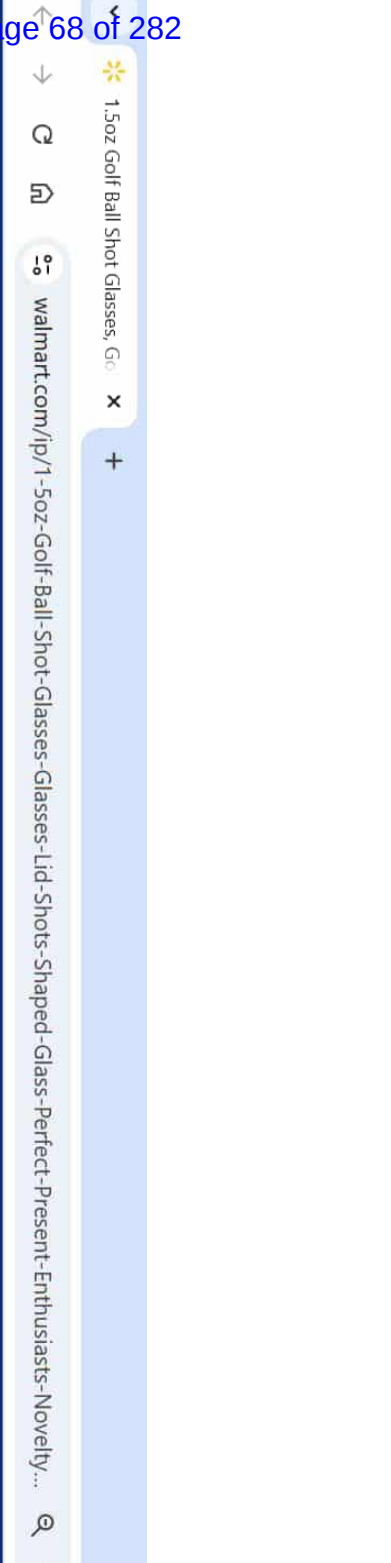 ge 68 of 282
1.5oz Golf Ball Shot Glasses, Go
walmart.com/ip/1-5oz-Golf-Ball-Shot-Glasses-Glasses-Lid-Shots-Shaped-Glass-Perfect-Present-Enthusiasts-Novelty...